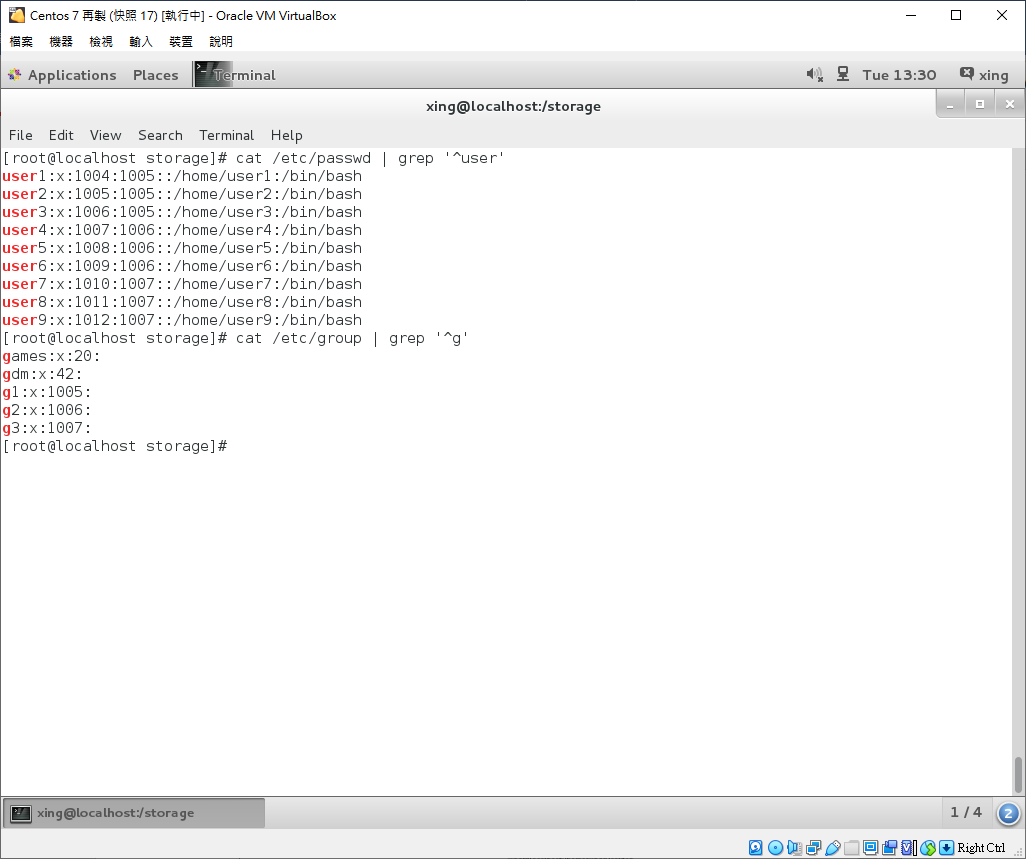 Centos 7 再製 (快照 17) [執行中] - Oracle VM VirtualBox
檔案 機器 檢視 輸入 裝置 說明
Applications Places Terminal Tue 13:30 xing
xing@localhost:/storage
File Edit View Search Terminal Help
[root@localhost storage]# cat /etc/passwd | grep '^user'
user1:x:1004:1005::/home/user1:/bin/bash
user2:x:1005:1005::/home/user2:/bin/bash
user3:x:1006:1005::/home/user3:/bin/bash
user4:x:1007:1006::/home/user4:/bin/bash
user5:x:1008:1006::/home/user5:/bin/bash
user6:x:1009:1006::/home/user6:/bin/bash
user7:x:1010:1007::/home/user7:/bin/bash
user8:x:1011:1007::/home/user8:/bin/bash
user9:x:1012:1007::/home/user9:/bin/bash
[root@localhost storage]# cat /etc/group | grep '^g'
games:x:20:
gdm:x:42:
g1:x:1005:
g2:x:1006:
g3:x:1007:
[root@localhost storage]#
xing@localhost:/storage 1 / 4 2
Right Ctrl